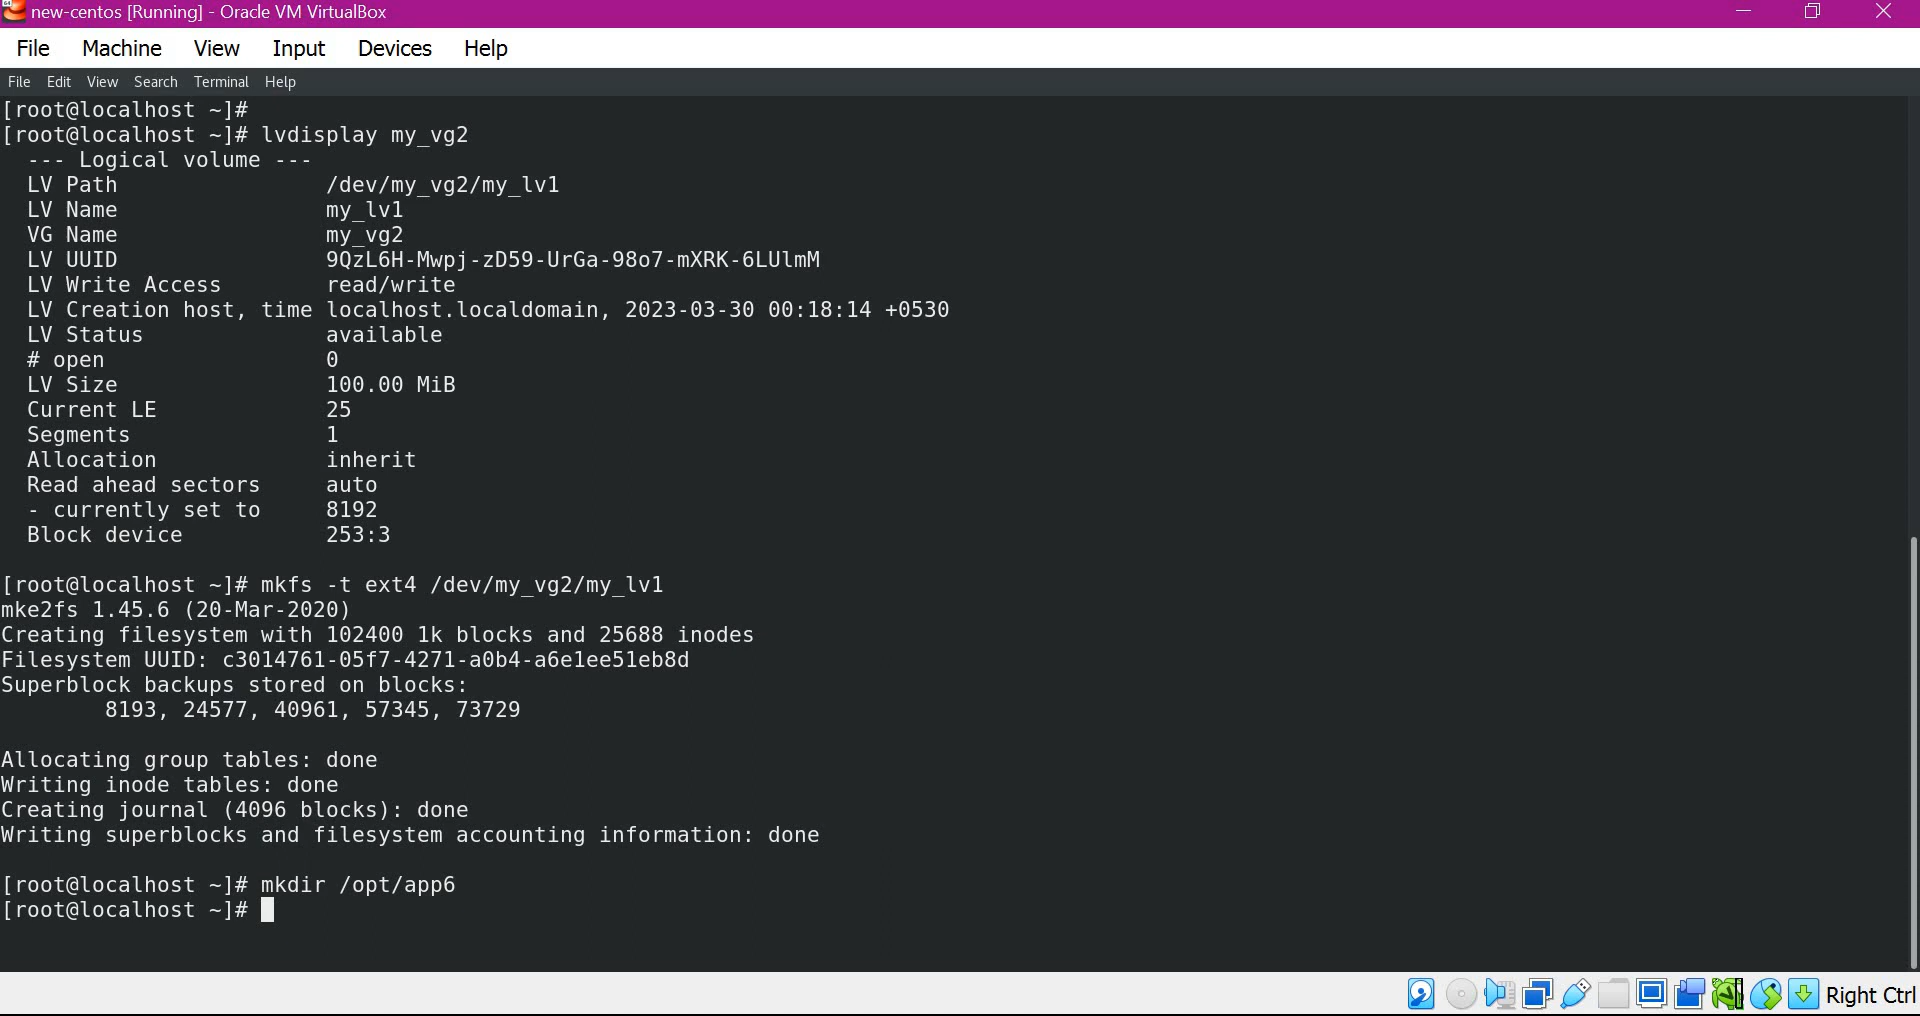 new-centos [Running] - Oracle VM VirtualBox
File Machine View Input Devices Help
File Edit View Search Terminal Help
[root@localhost ~]#
[root@localhost ~]# lvdisplay my_vg2
  --- Logical volume ---
  LV Path                /dev/my_vg2/my_lv1
  LV Name                my_lv1
  VG Name                my_vg2
  LV UUID                9QzL6H-Mwpj-zD59-UrGa-98o7-mXRK-6LUlmM
  LV Write Access        read/write
  LV Creation host, time localhost.localdomain, 2023-03-30 00:18:14 +0530
  LV Status              available
  # open                 0
  LV Size                100.00 MiB
  Current LE             25
  Segments               1
  Allocation             inherit
  Read ahead sectors     auto
  - currently set to     8192
  Block device           253:3
[root@localhost ~]# mkfs -t ext4 /dev/my_vg2/my_lv1
mke2fs 1.45.6 (20-Mar-2020)
Creating filesystem with 102400 1k blocks and 25688 inodes
Filesystem UUID: c3014761-05f7-4271-a0b4-a6e1ee51eb8d
Superblock backups stored on blocks:
        8193, 24577, 40961, 57345, 73729
Allocating group tables: done
Writing inode tables: done
Creating journal (4096 blocks): done
Writing superblocks and filesystem accounting information: done
[root@localhost ~]# mkdir /opt/app6
[root@localhost ~]#
Right Ctrl